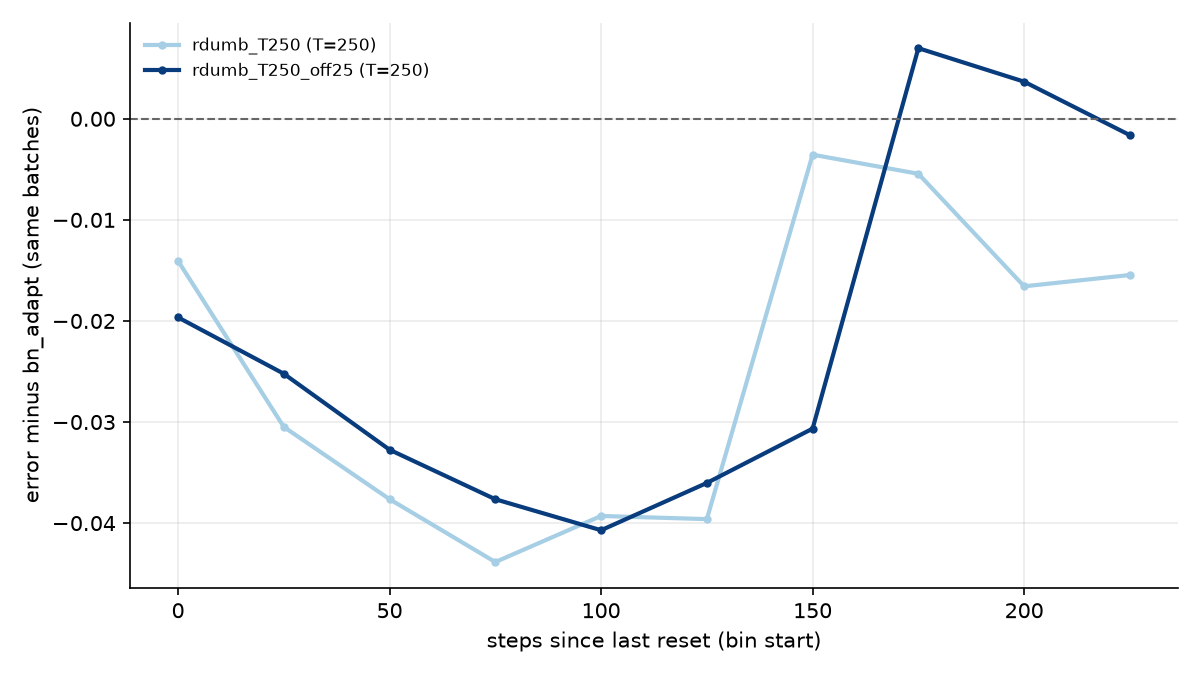 rdumb_T250 (T=250)
rdumb_T250_off25 (T=250)
error minus bn_adapt (same batches)
0.00
−0.01
−0.02
−0.03
−0.04
0
50
100
150
200
steps since last reset (bin start)